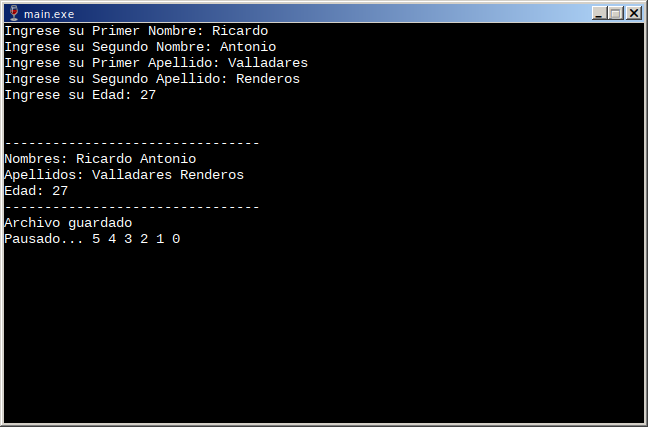 main.exe
Ingrese su Primer Nombre: Ricardo
Ingrese su Segundo Nombre: Antonio
Ingrese su Primer Apellido: Valladares
Ingrese su Segundo Apellido: Renderos
Ingrese su Edad: 27
--------------------------------
Nombres: Ricardo Antonio
Apellidos: Valladares Renderos
Edad: 27
--------------------------------
Archivo guardado
Pausado... 5 4 3 2 1 0